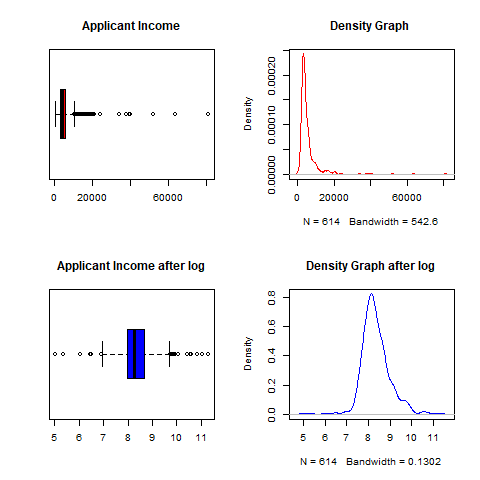 Applicant Income
0 20000 60000
Density Graph
Density
0.00000 0.00010 0.00020
0 20000 60000
N = 614 Bandwidth = 542.6
Applicant Income after log
5 6 7 8 9 10 11
Density Graph after log
Density
0.0 0.2 0.4 0.6 0.8
5 6 7 8 9 10 11
N = 614 Bandwidth = 0.1302